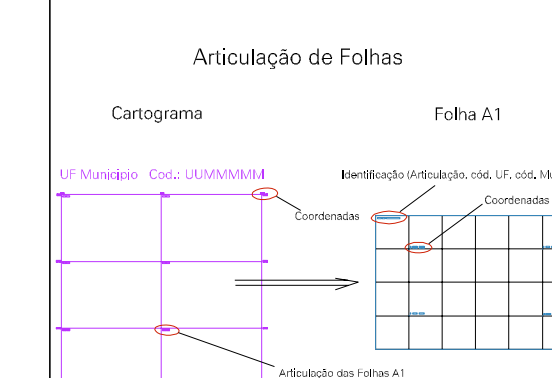 Articulação de Folhas
Cartograma
Folha A1
UF Municipio Cod.: UUMMMMM
Identificação (Articulação, cód. UF, cód.
Coordenadas
Coordenadas
Articulação das Folhas A1